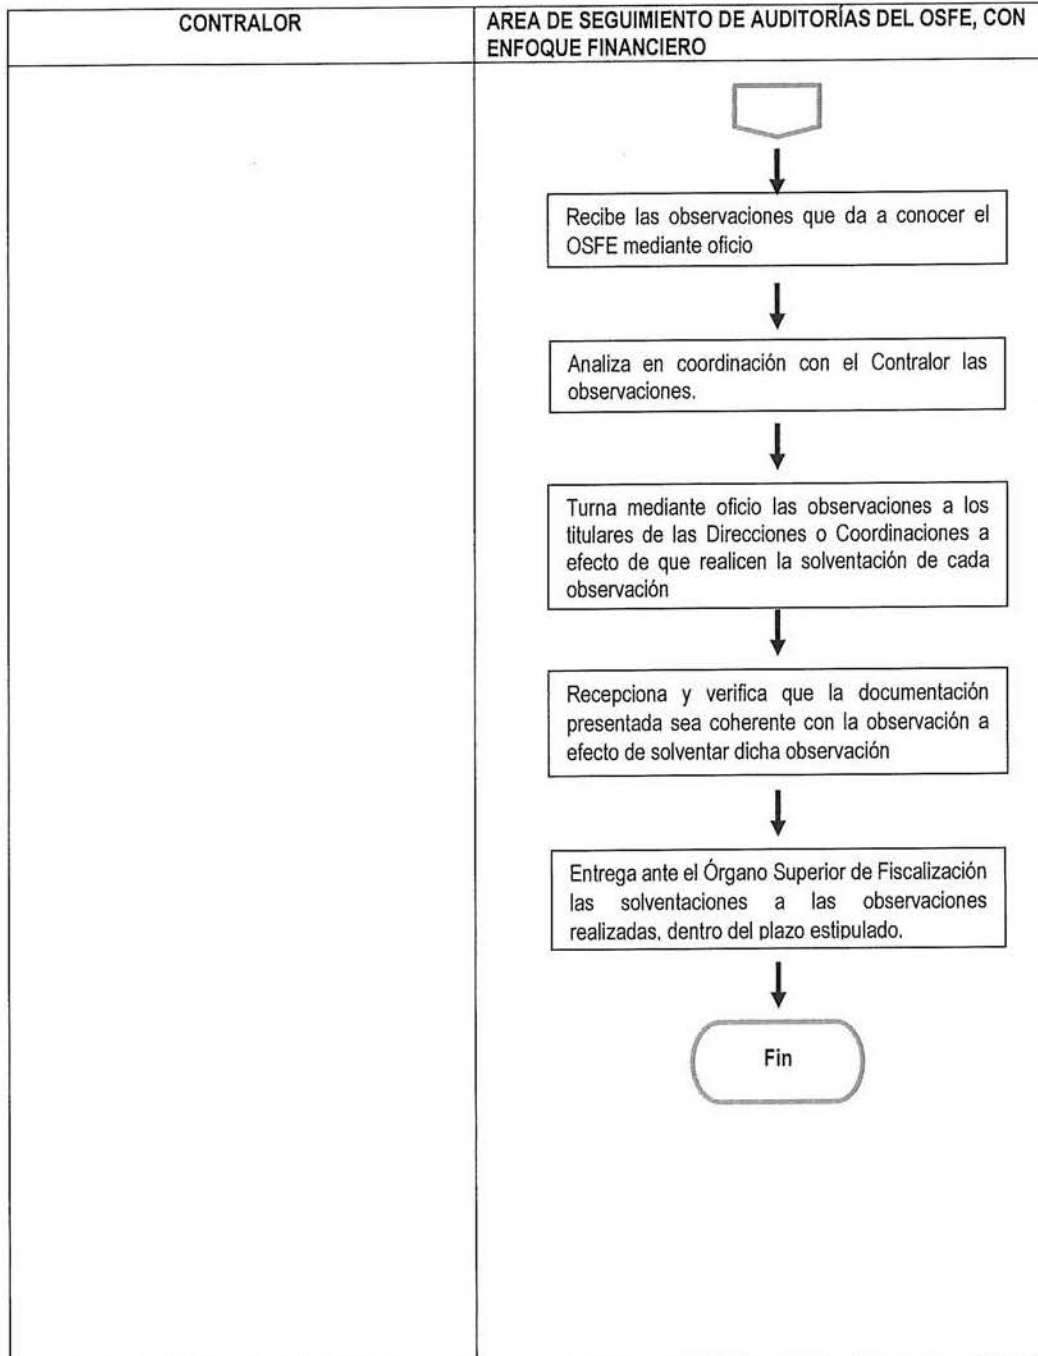 CONTRALOR
AREA DE SEGUIMIENTO DE AUDITORÍAS DEL OSFE, CON
ENFOQUE FINANCIERO
Recibe las observaciones que da a conocer el
OSFE mediante oficio
Analiza en coordinación con el Contralor las
observaciones.
Turna mediante oficio las observaciones a los
titulares de las Direcciones o Coordinaciones a
efecto de que realicen la solventación de cada
observación
Recepciona y verifica que la documentación
presentada sea coherente con la observación a
efecto de solventar dicha observación
Entrega ante el Órgano Superior de Fiscalización
las solventaciones a las observaciones
realizadas, dentro del plazo estipulado.
Fin